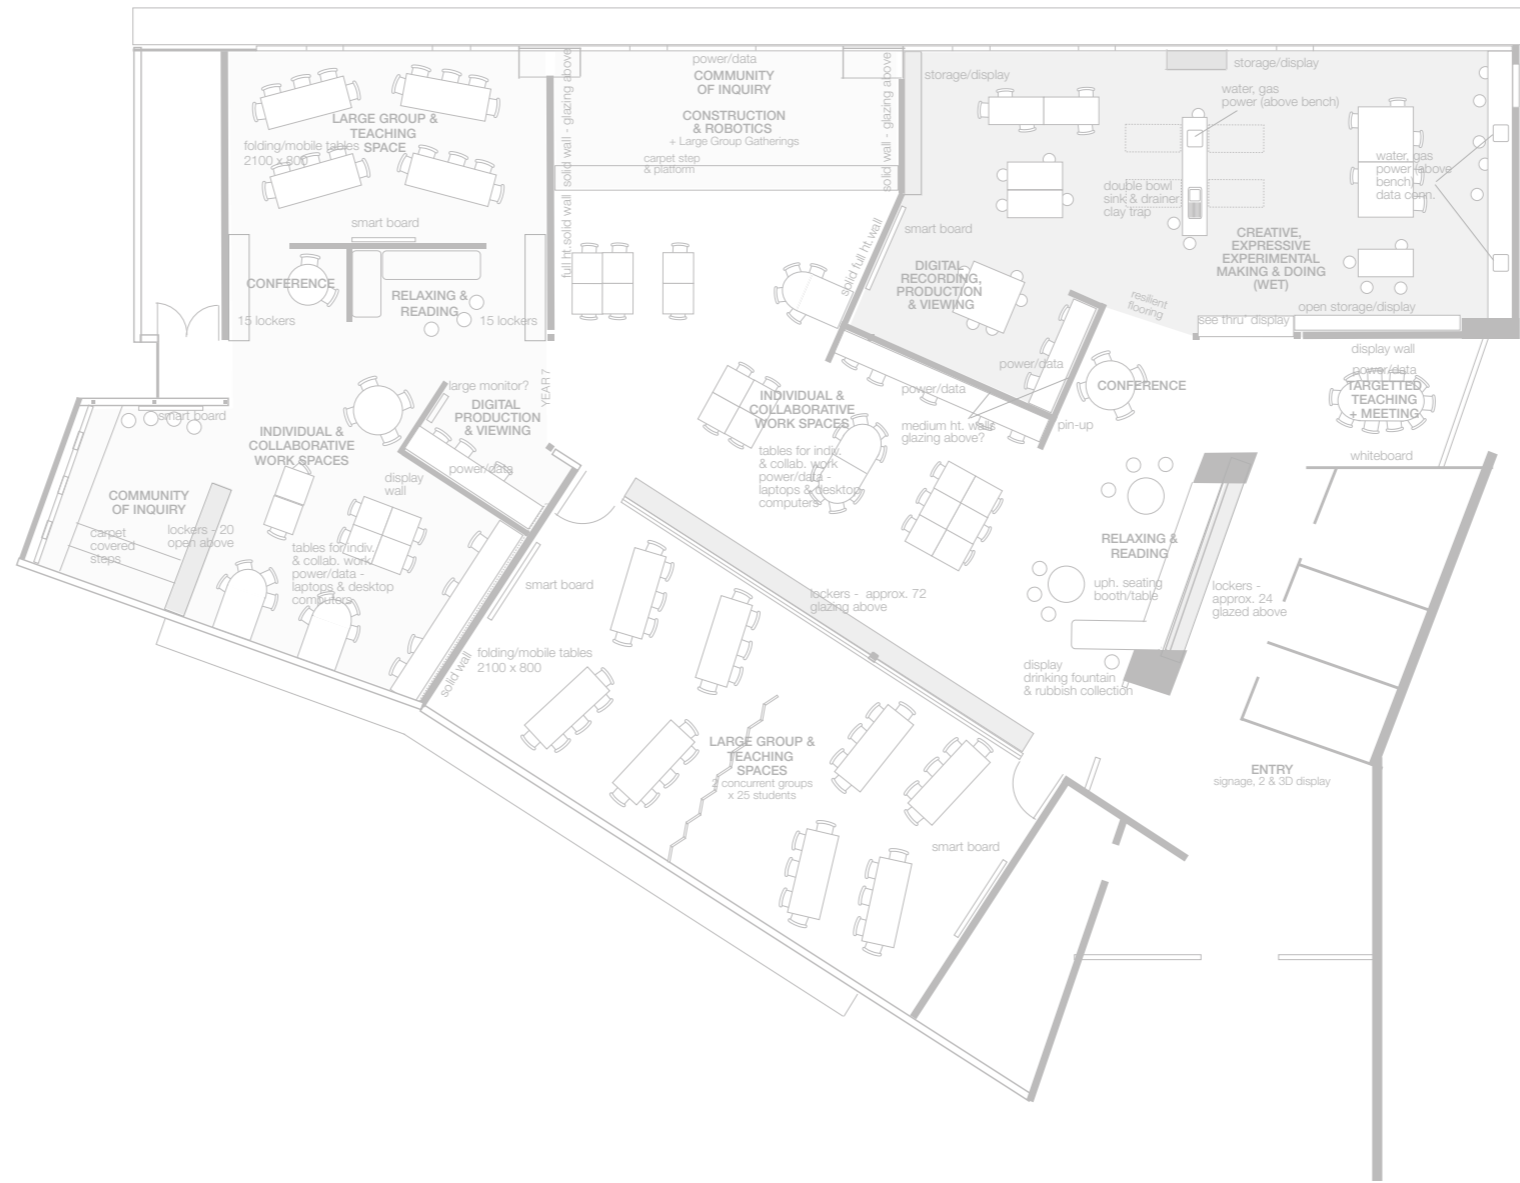 power/data
COMMUNITY
OF INQUIRY
CONSTRUCTION
& ROBOTICS
+ Large Group Gatherings
carpet step
& platform
solid wall - glazing above
full ht.solid wall
solid wall - glazing above
LARGE GROUP &
TEACHING
SPACE
folding/mobile tables
2100 x 800
smart board
CONFERENCE
RELAXING &
READING
15 lockers
15 lockers
storage/display
storage/display
water, gas
power (above bench)
water, gas
power (above
bench)
data conn.
double bowl
sink & drainer
clay trap
CREATIVE,
EXPRESSIVE
EXPERIMENTAL
MAKING & DOING
(WET)
smart board
solid full ht.wall
DIGITAL
RECORDING,
PRODUCTION
& VIEWING
resilient
flooring
open storage/display
'see thru' display
display wall
power/data
TARGETED
TEACHING
+ MEETING
whiteboard
power/data
power/data
CONFERENCE
medium ht. walls
glazing above?
pin-up
YEAR 7
large monitor?
DIGITAL
PRODUCTION
& VIEWING
power/data
display
wall
smart board
INDIVIDUAL &
COLLABORATIVE
WORK SPACES
COMMUNITY
OF INQUIRY
carpet
covered
steps
lockers - 20
open above
tables for indiv.
& collab. work
power/data -
laptops & desktop
computers
INDIVIDUAL &
COLLABORATIVE
WORK SPACES
tables for indiv.
& collab. work
power/data -
laptops & desktop
computers
RELAXING &
READING
uph. seating
booth/table
lockers -
approx. 24
glazed above
lockers - approx. 72
glazing above
smart board
folding/mobile tables
2100 x 800
solid wall
display
drinking fountain
& rubbish collection
LARGE GROUP &
TEACHING
SPACES
2 concurrent groups
x 25 students
ENTRY
signage, 2 & 3D display
smart board